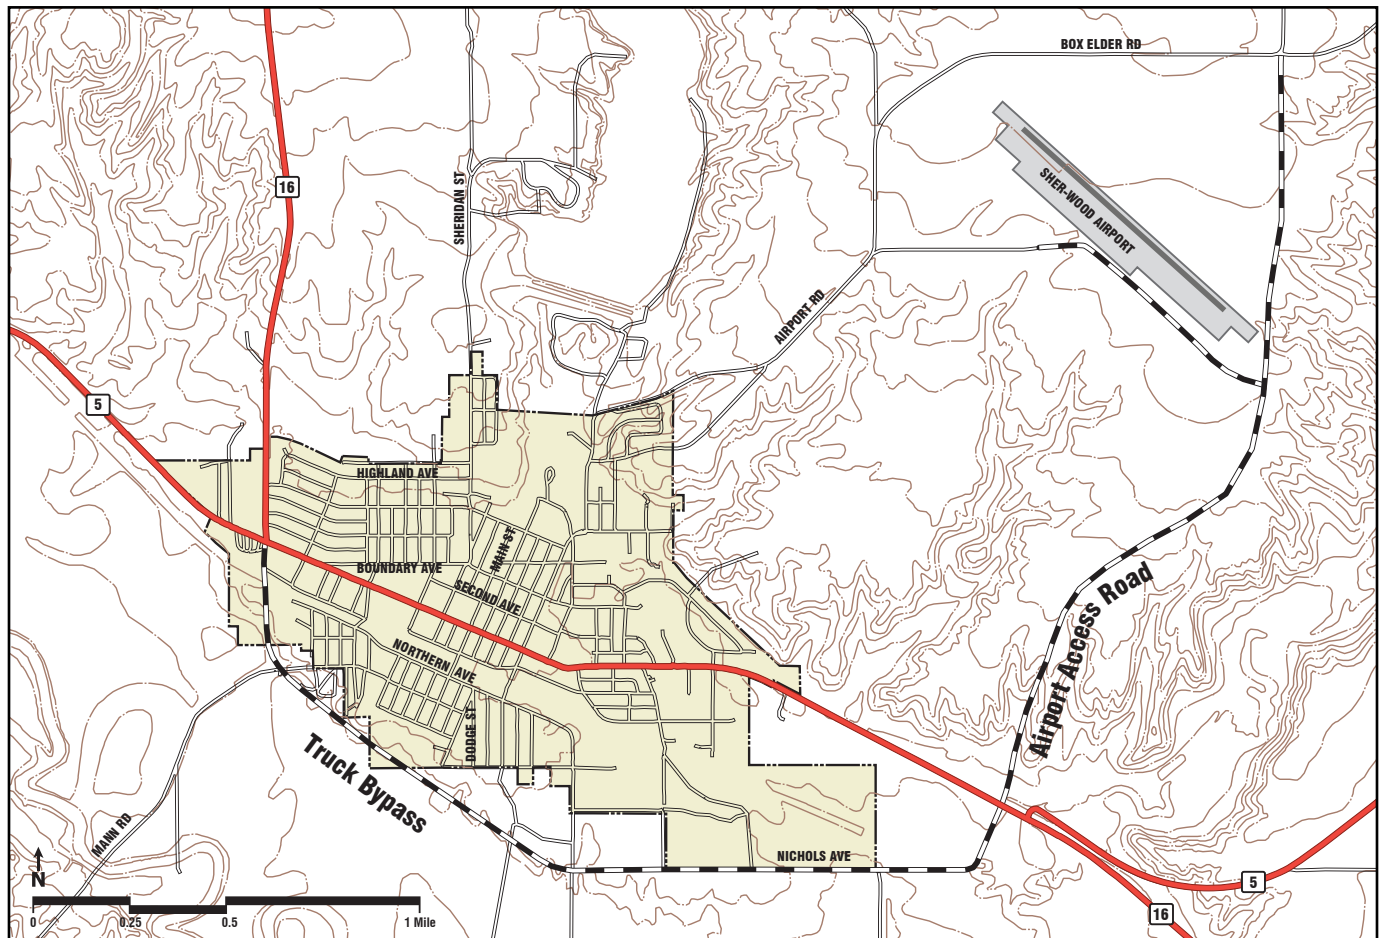 BOX ELDER RD
16
SHERIDAN ST
SHER-WOOD AIRPORT
AIRPORT RD
5
HIGHLAND AVE
MAIN ST
BOUNDARY AVE
SECOND AVE
NORTHERN AVE
DODGE ST
Airport Access Road
Truck Bypass
MANN RD
NICHOLS AVE
5
16
N
0 0.25 0.5 1 Mile